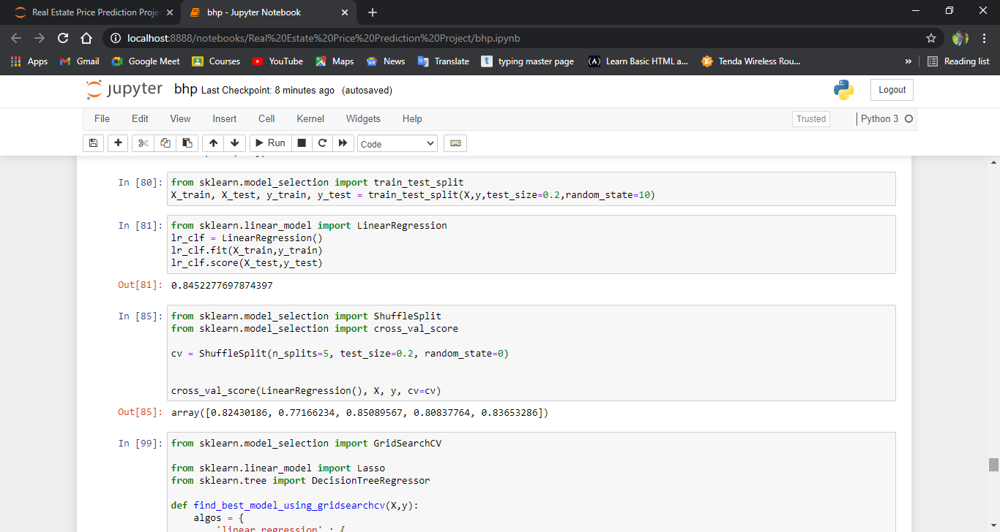 Real Estate Price Prediction Proje
bhp - Jupyter Notebook
localhost:8888/notebooks/Real%20Estate%20Price%20Prediction%20Project/bhp.ipynb
Apps Gmail Google Meet Courses YouTube Maps News Translate typing master page Learn Basic HTML a... Tenda Wireless Rou... » Reading list
jupyter bhp Last Checkpoint: 8 minutes ago (autosaved) Logout
File Edit View Insert Cell Kernel Widgets Help Trusted Python 3
Run Code
In [80]: from sklearn.model_selection import train_test_split
X_train, X_test, y_train, y_test = train_test_split(X,y,test_size=0.2,random_state=10)
In [81]: from sklearn.linear_model import LinearRegression
lr_clf = LinearRegression()
lr_clf.fit(X_train,y_train)
lr_clf.score(X_test,y_test)
Out[81]: 0.8452277697874397
In [85]: from sklearn.model_selection import ShuffleSplit
from sklearn.model_selection import cross_val_score
cv = ShuffleSplit(n_splits=5, test_size=0.2, random_state=0)
cross_val_score(LinearRegression(), X, y, cv=cv)
Out[85]: array([0.82430186, 0.77166234, 0.85089567, 0.80837764, 0.83653286])
In [99]: from sklearn.model_selection import GridSearchCV
from sklearn.linear_model import Lasso
from sklearn.tree import DecisionTreeRegressor
def find_best_model_using_gridsearchcv(X,y):
algos = {
'linear_regression' : {